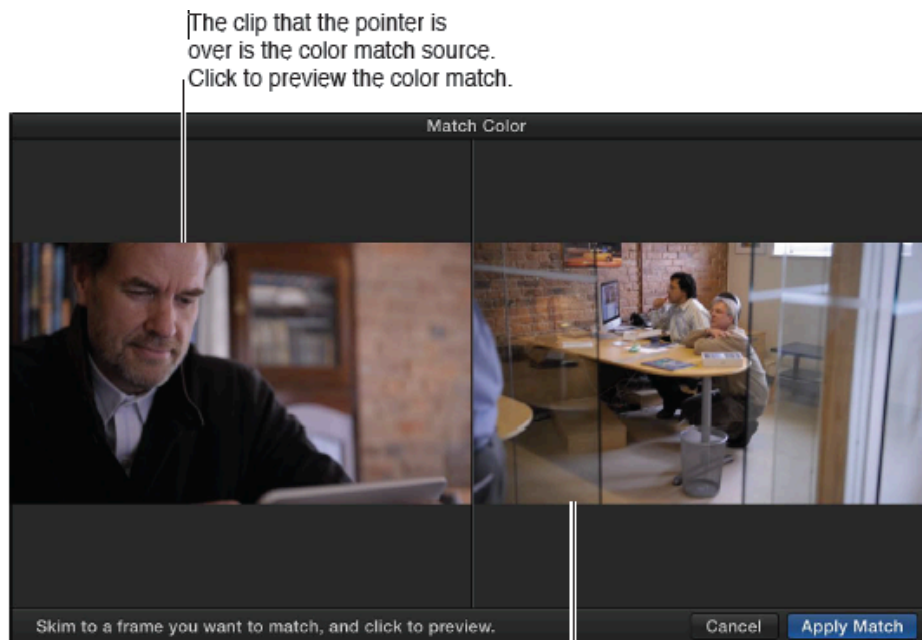 The clip that the pointer is
over is the color match source.
Click to preview the color match.
Match Color
Skim to a frame you want to match, and click to preview.
Cancel
Apply Match